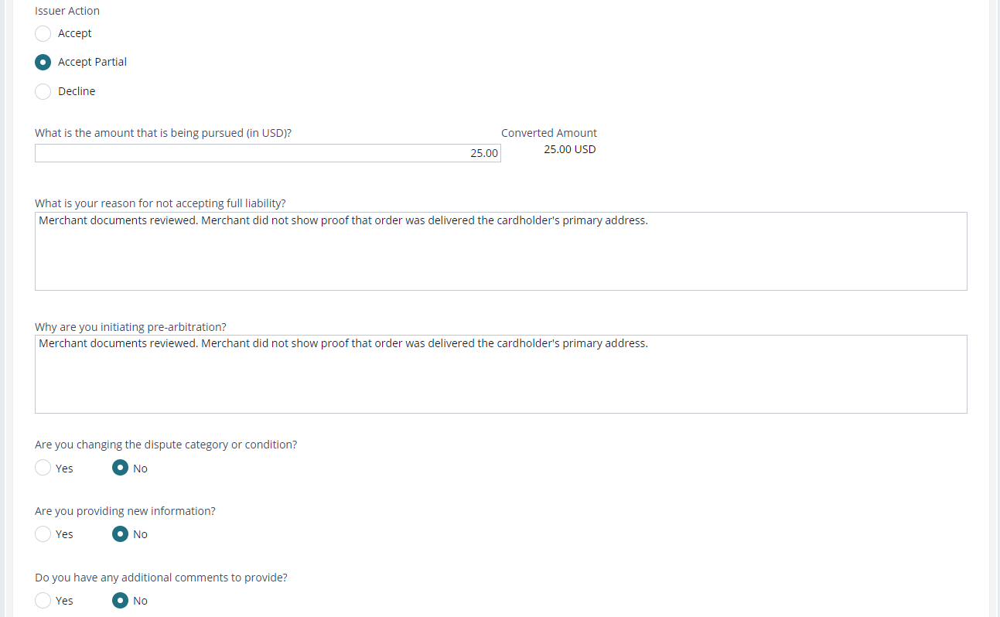 Issuer Action
Accept
Accept Partial
Decline
What is the amount that is being pursued (in USD)?
25.00
Converted Amount
25.00 USD
What is your reason for not accepting full liability?
Merchant documents reviewed. Merchant did not show proof that order was delivered the cardholder's primary address.
Why are you initiating pre-arbitration?
Merchant documents reviewed. Merchant did not show proof that order was delivered the cardholder's primary address.
Are you changing the dispute category or condition?
Yes No
Are you providing new information?
Yes No
Do you have any additional comments to provide?
Yes No